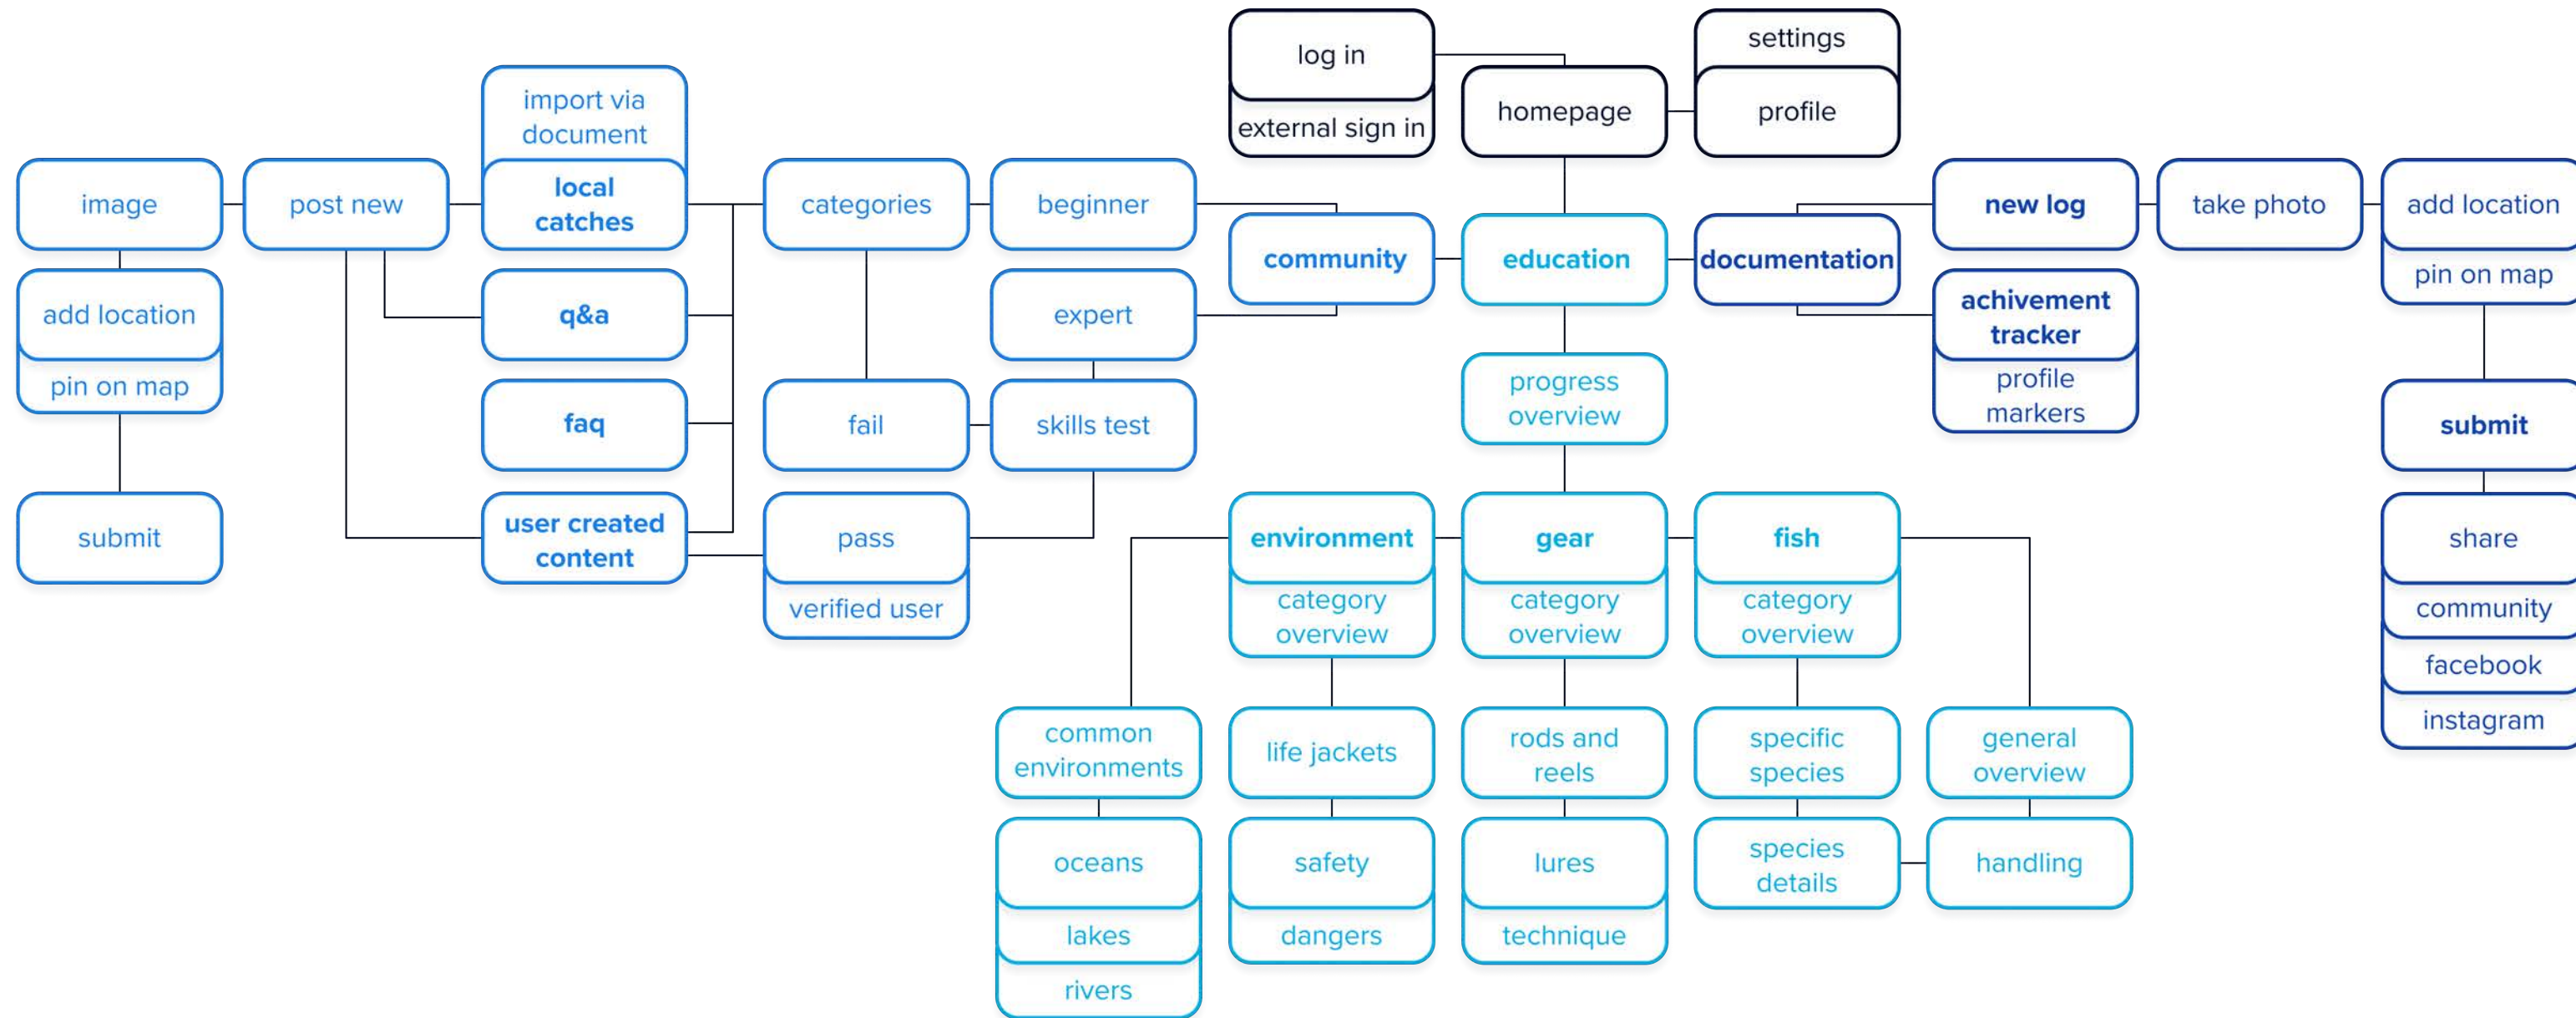 log in
external sign in
homepage
settings
profile
import via
document
local
catches
image
post new
categories
beginner
community
education
documentation
new log
take photo
add location
pin on map
add location
pin on map
q&a
expert
achivement
tracker
profile
markers
progress
overview
faq
fail
skills test
submit
submit
user created
content
pass
verified user
environment
category
overview
gear
category
overview
fish
category
overview
share
community
facebook
instagram
common
environments
life jackets
rods and
reels
specific
species
general
overview
oceans
lakes
rivers
safety
dangers
lures
technique
species
details
handling